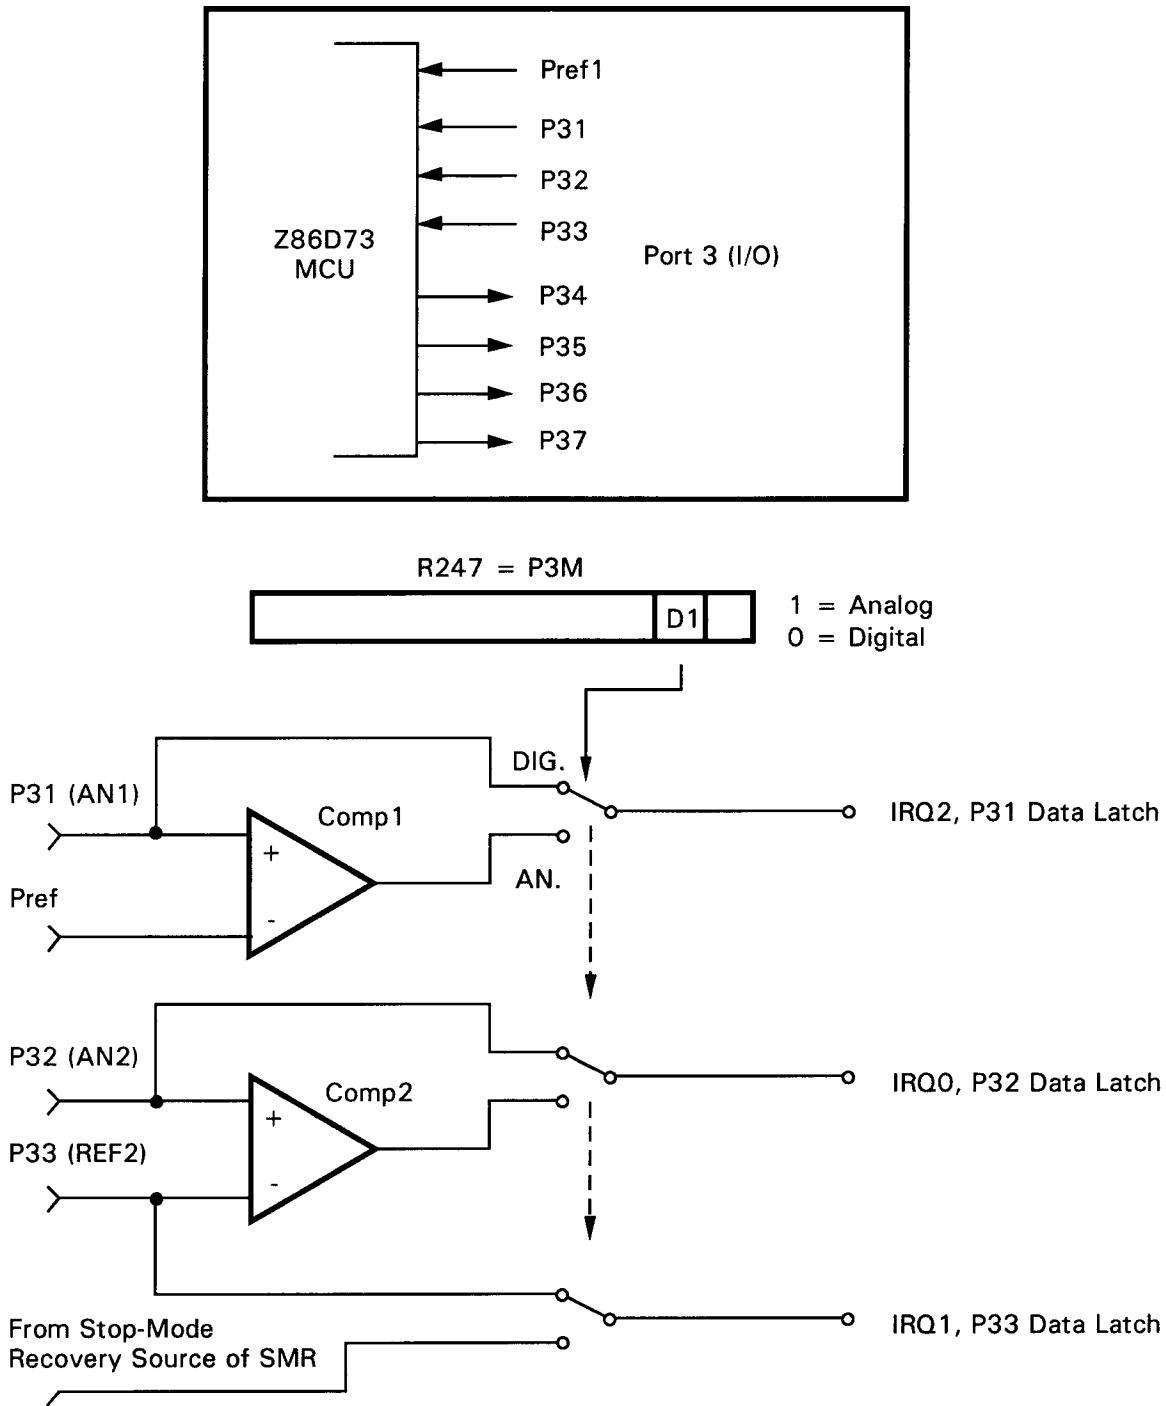 Pref1
P31
P32
P33
Z86D73
MCU
Port 3 (I/O)
P34
P35
P36
P37
R247 = P3M
D1
1 = Analog
0 = Digital
DIG.
P31 (AN1)
Comp1
IRQ2, P31 Data Latch
+
AN.
Pref
-
P32 (AN2)
Comp2
IRQ0, P32 Data Latch
+
P33 (REF2)
-
From Stop-Mode
Recovery Source of SMR
IRQ1, P33 Data Latch